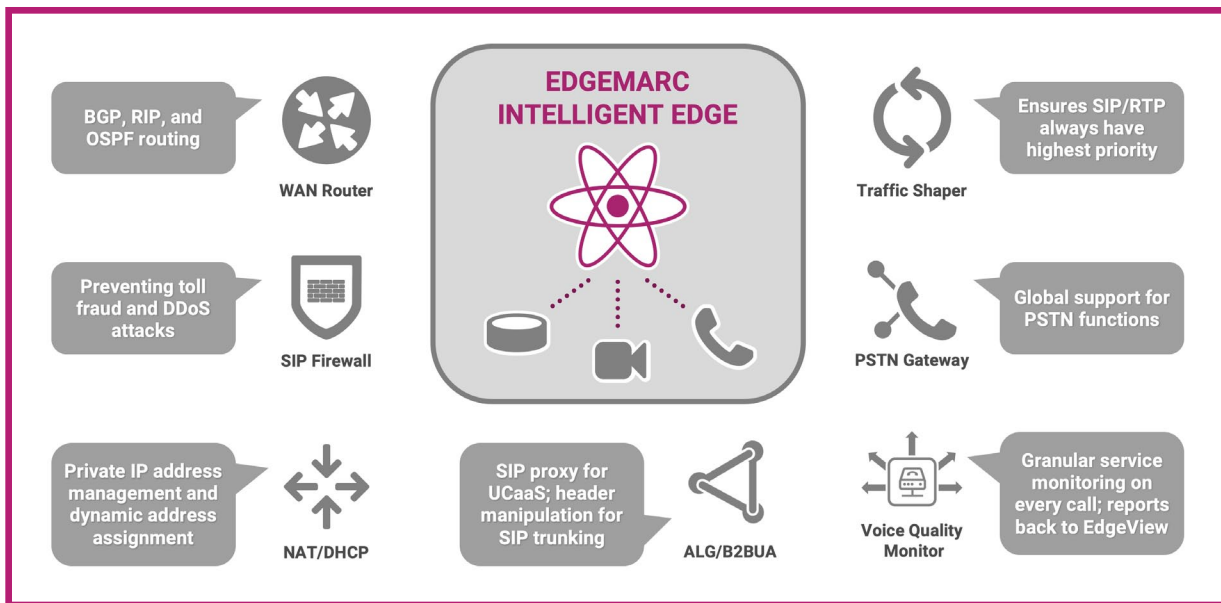 EDGEMARC
INTELLIGENT EDGE
BGP, RIP, and
OSPF routing
WAN Router
Ensures SIP/RTP
always have
highest priority
Traffic Shaper
Preventing toll
fraud and DDoS
attacks
SIP Firewall
Global support for
PSTN functions
PSTN Gateway
Private IP address
management and
dynamic address
assignment
NAT/DHCP
SIP proxy for
UCaaS; header
manipulation for
SIP trunking
ALG/B2BUA
Voice Quality
Monitor
Granular service
monitoring on
every call; reports
back to EdgeView